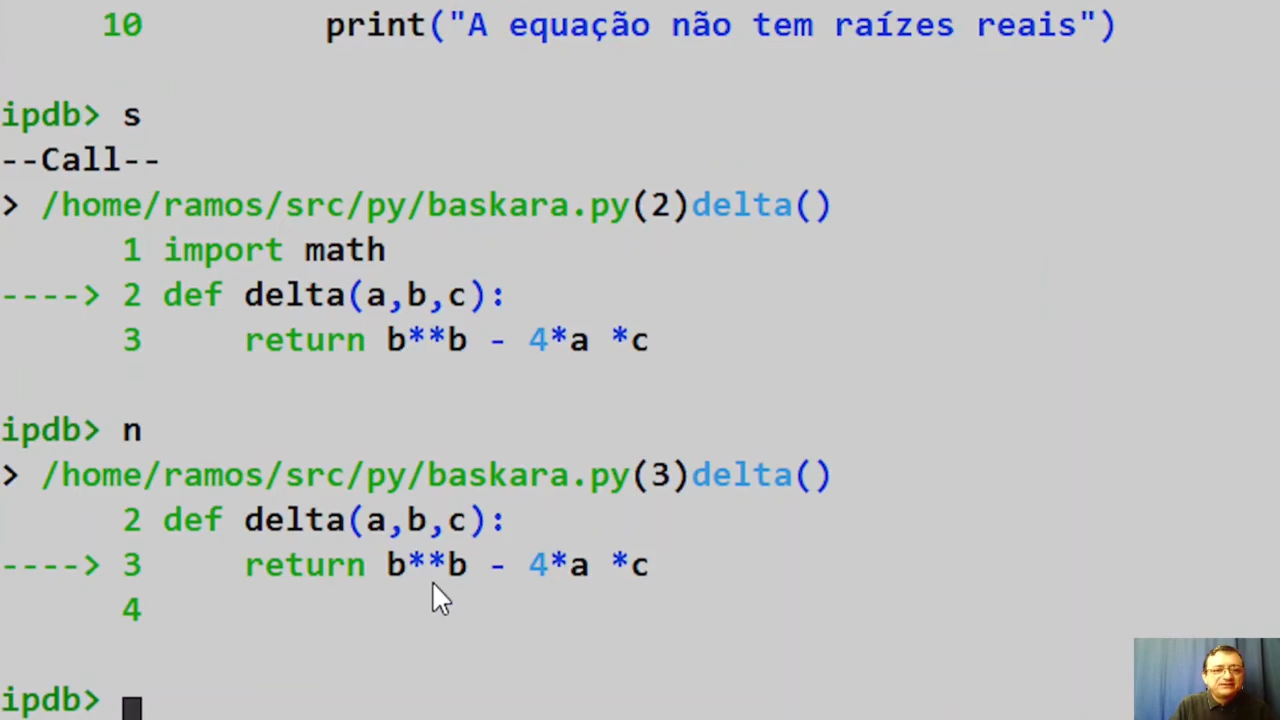 10         print("A equação não tem raízes reais")
ipdb> s
--Call--
> /home/ramos/src/py/baskara.py(2)delta()
      1 import math
----> 2 def delta(a,b,c):
      3     return b**b - 4*a *c
ipdb> n
> /home/ramos/src/py/baskara.py(3)delta()
      2 def delta(a,b,c):
----> 3     return b**b - 4*a *c
      4
ipdb>